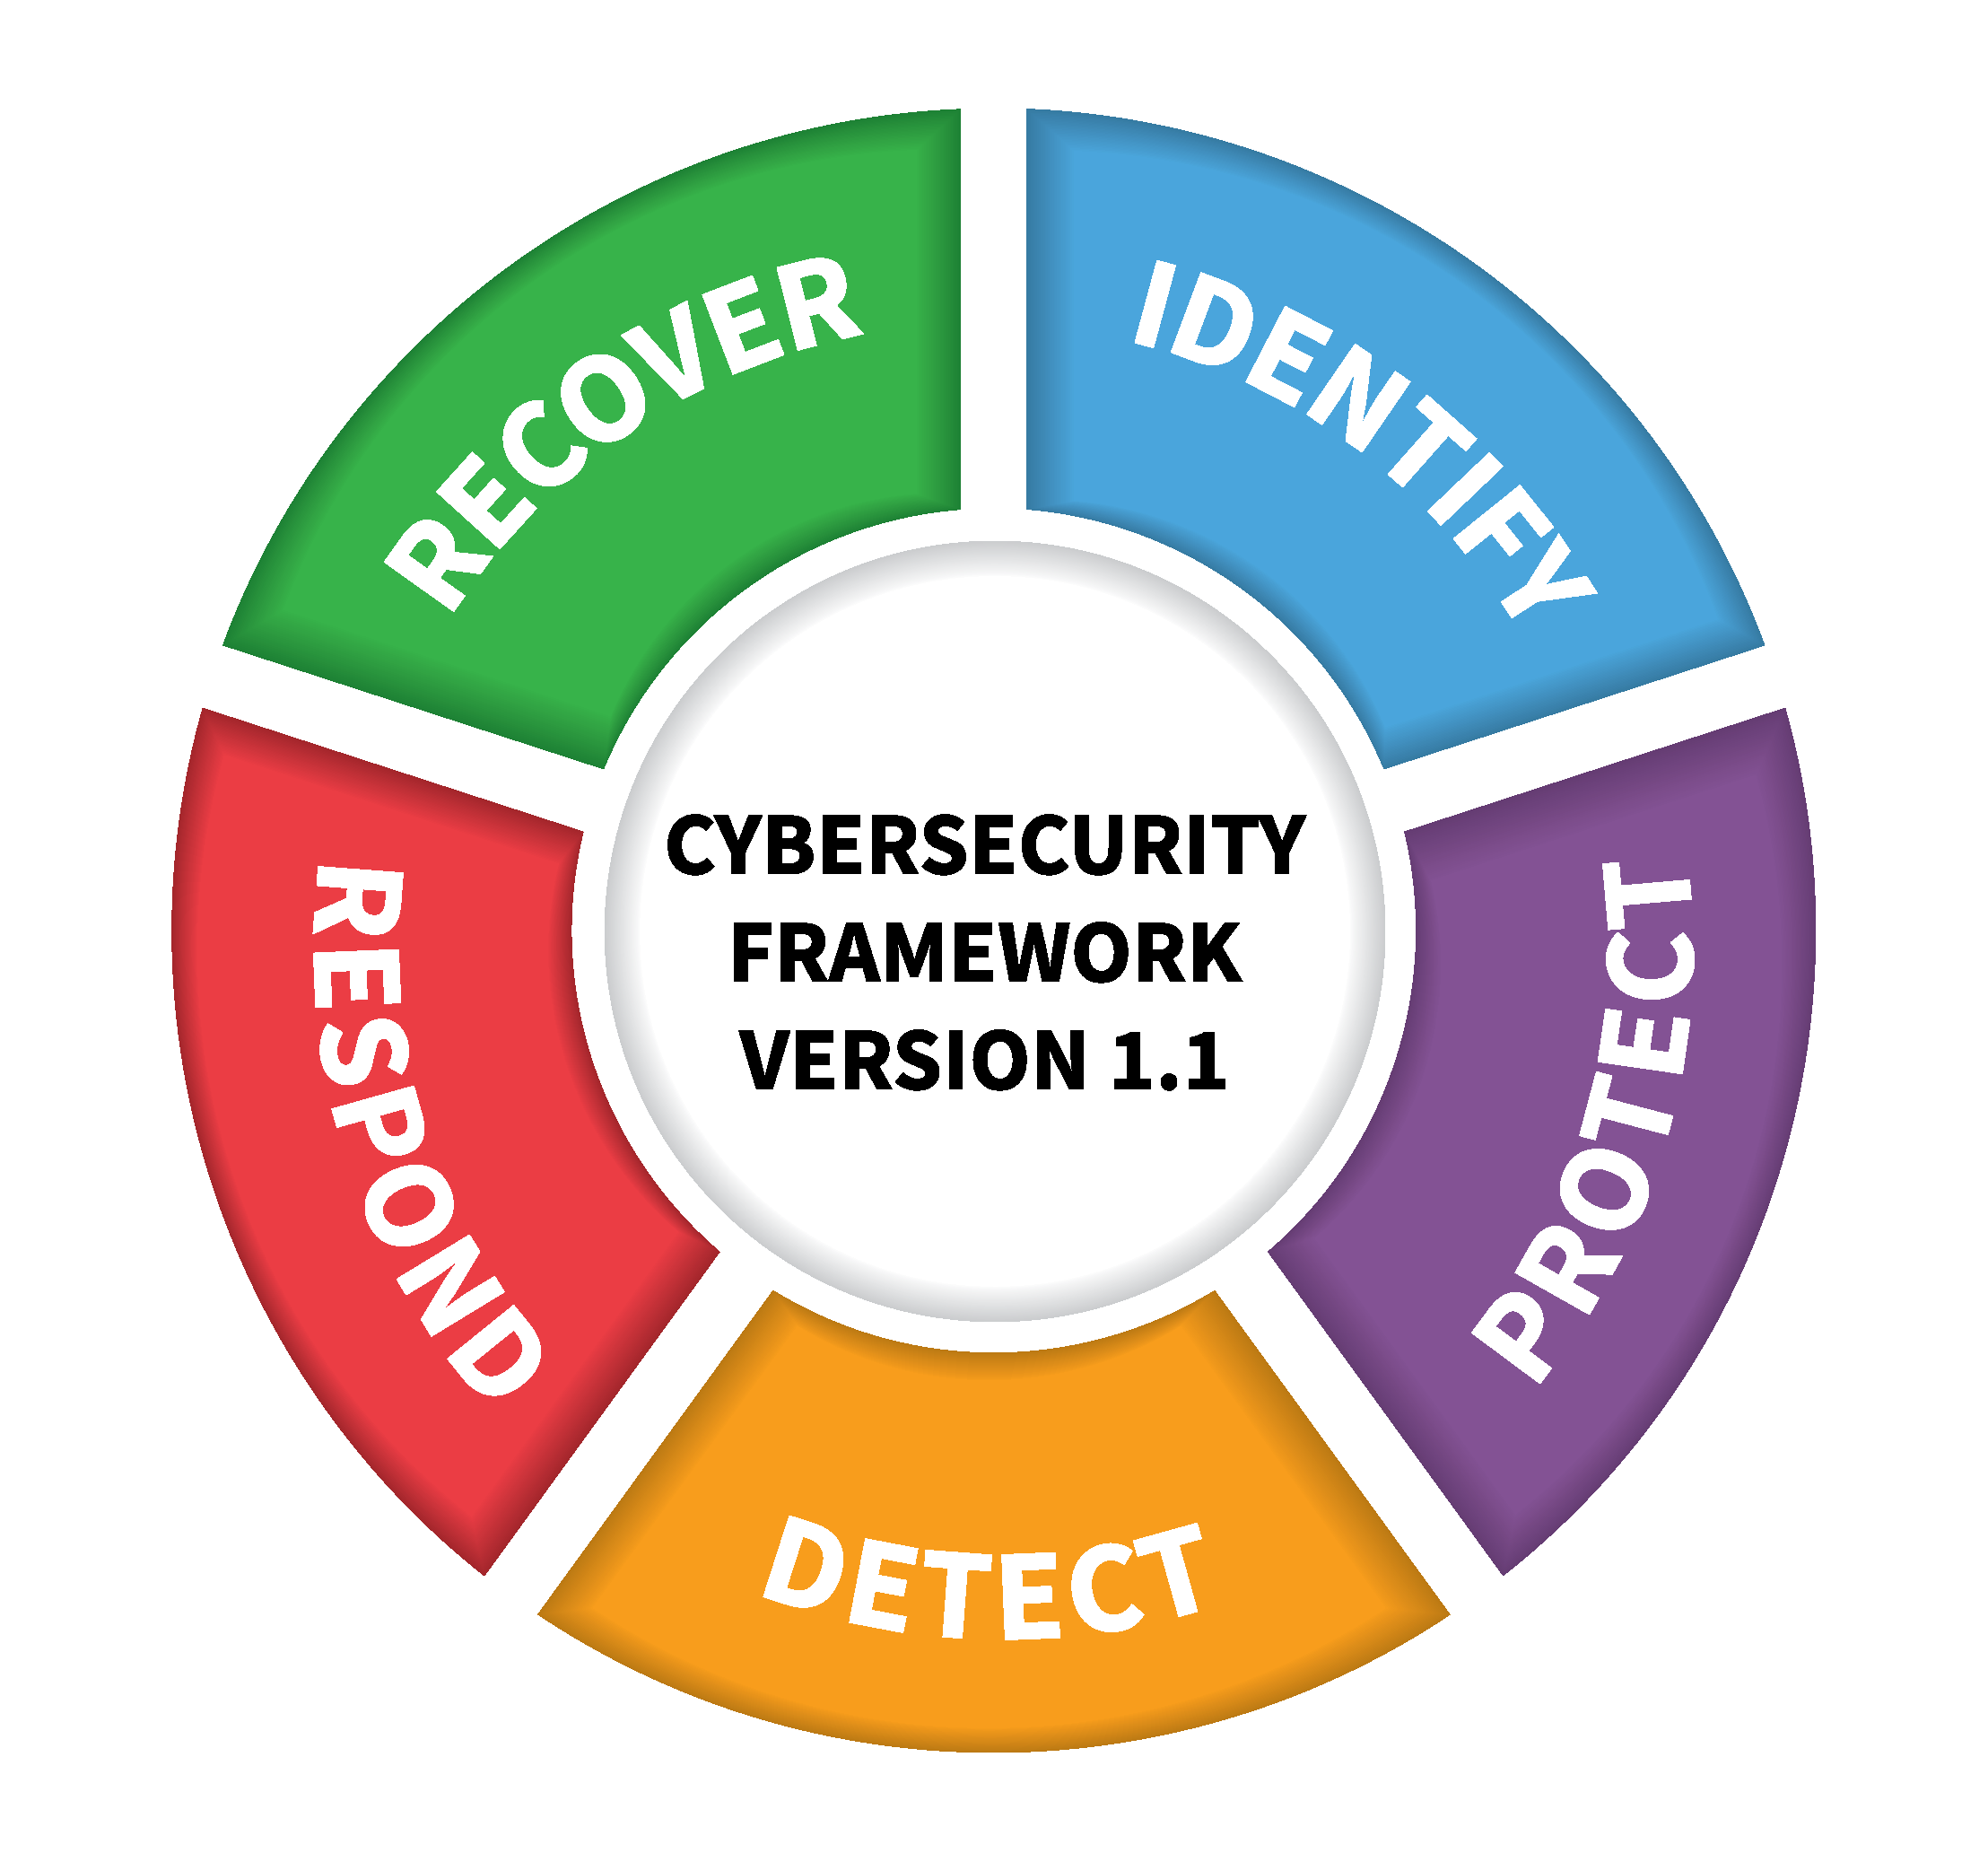 IDENTIFY
PROTECT
DETECT
RESPOND
RECOVER
CYBERSECURITY
FRAMEWORK
VERSION 1.1